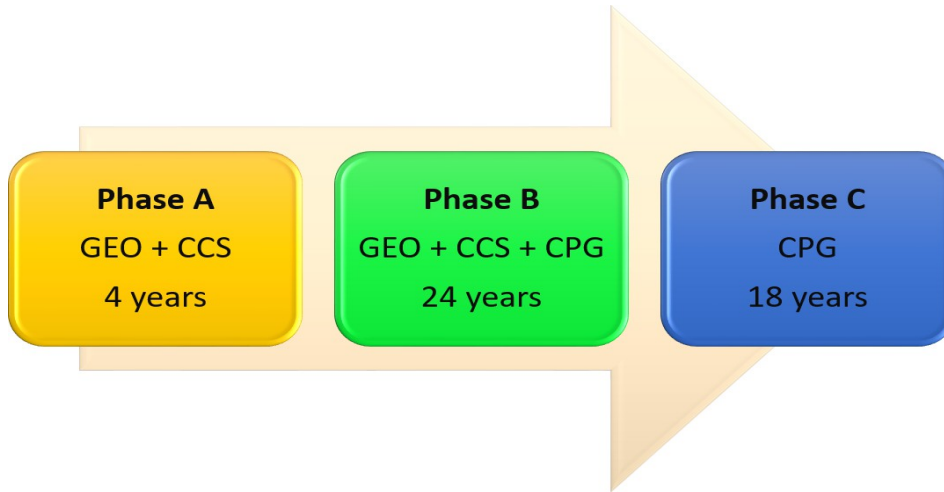 Phase A
GEO + CCS
4 years
Phase B
GEO + CCS + CPG
24 years
Phase C
CPG
18 years